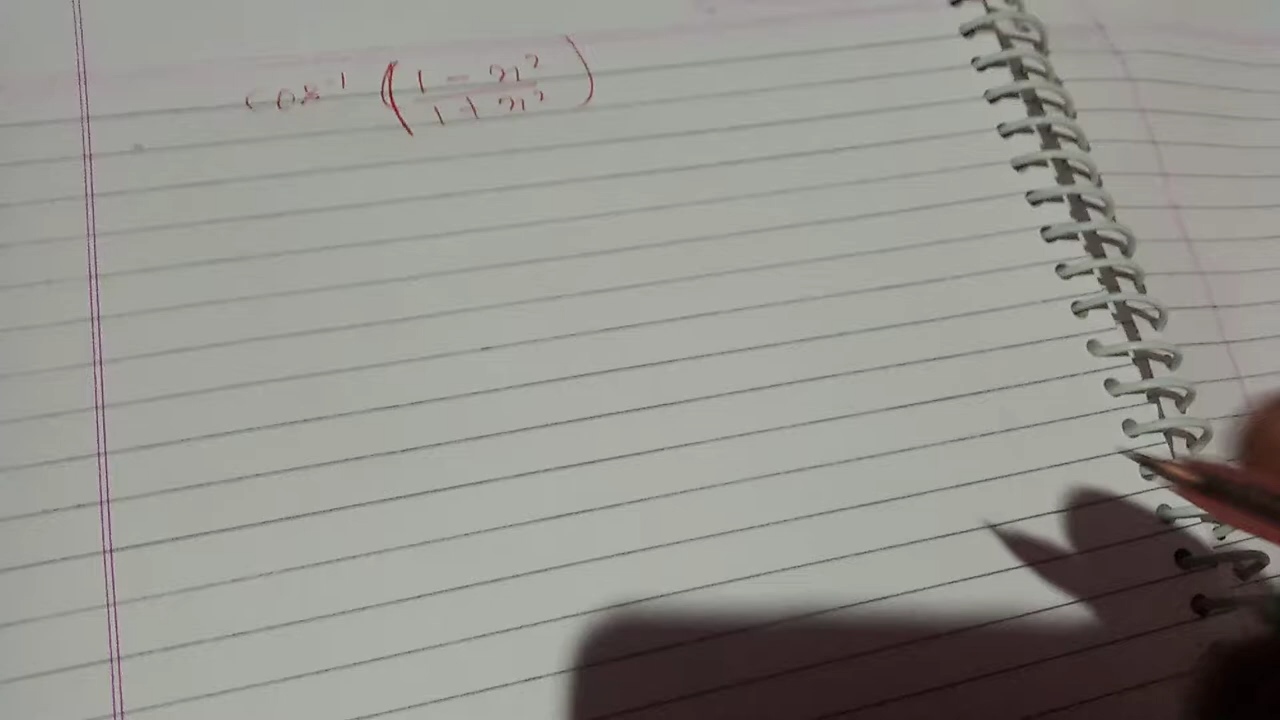 cos⁻¹ (1 - x² / 1 + x²)